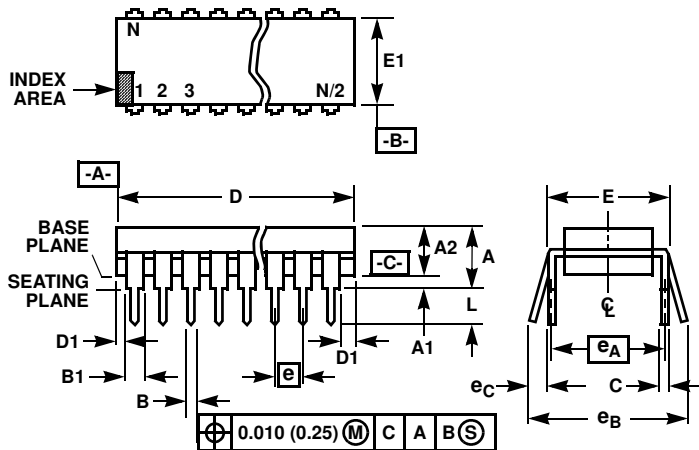 N
E1
INDEX
AREA
1 2 3 N/2
-B-
-A-
D
E
BASE
PLANE
A2
A
-C-
SEATING
PLANE
L
C
L
D1
A1
D1
eA
B1
e
eC
C
B
eB
0.010 (0.25) M C A B S